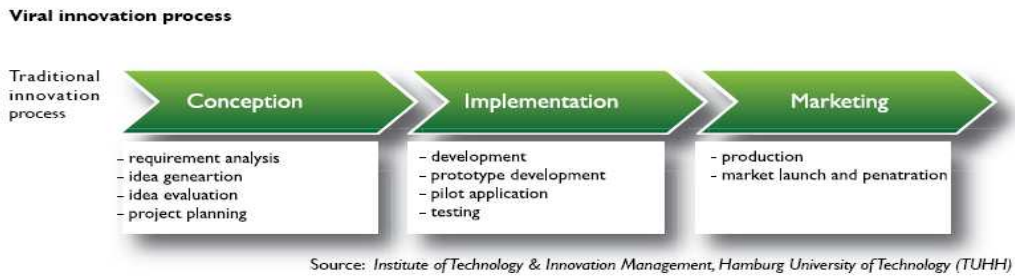 Viral innovation process
Traditional
innovation
process
Conception
Implementation
Marketing
- requirement analysis
- idea geneartion
- idea evaluation
- project planning
- development
- prototype development
- pilot application
- testing
- production
- market launch and penatration
Source: Institute of Technology & Innovation Management, Hamburg University of Technology (TUHH)